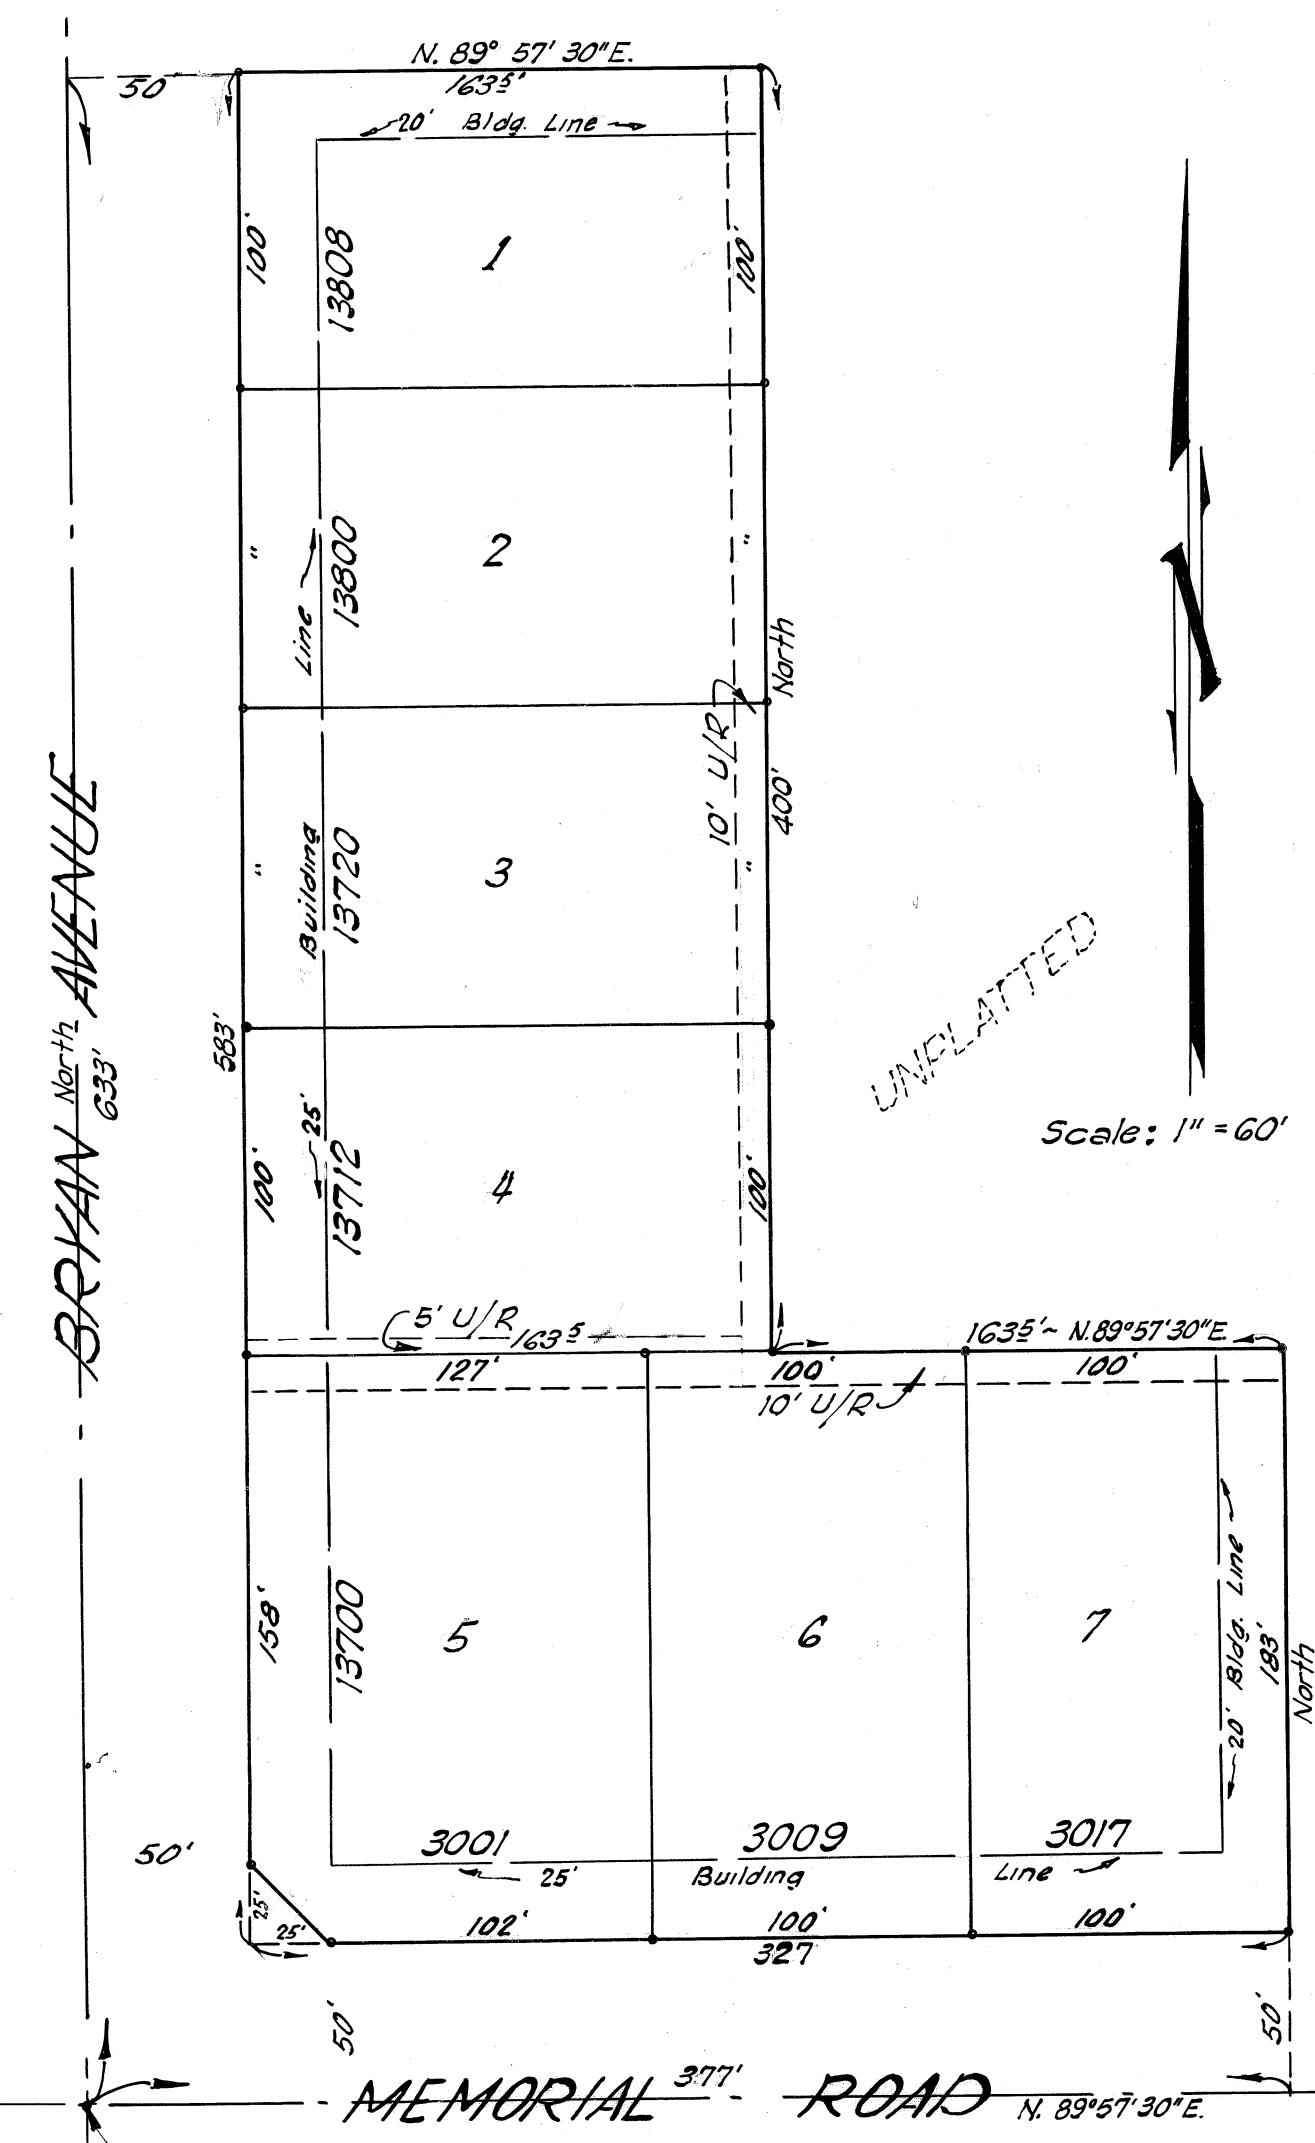 N. 89° 57' 30" E.
50
163 5'
20' Bldg. Line
100'
13808
1
100'
"
Line
13800
2
"
North
10' U/R
400'
"
Building
13720
3
"
UNPLATTED
BRYAN North AVENUE
633'
583'
Scale: 1" = 60'
100'
25'
13712
4
100'
5' U/R
163 5
163 5' ~ N. 89° 57' 30" E.
127'
100'
100'
10' U/R
158'
13700
5
6
7
20' Bldg. Line
183'
North
50'
3001
3009
3017
25' Building Line
25'
25'
102'
100'
100'
327
50'
50'
MEMORIAL 377' ROAD N. 89° 57' 30" E.